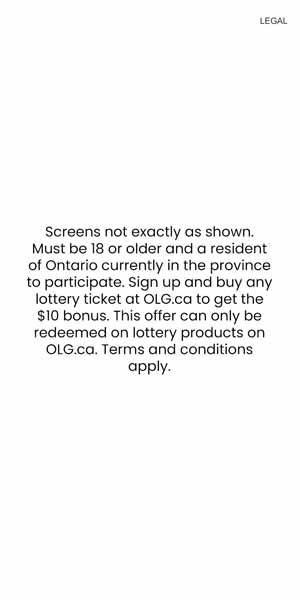 LEGAL
Screens not exactly as shown.
Must be 18 or older and a resident
of Ontario currently in the province
to participate. Sign up and buy any
lottery ticket at OLG.ca to get the
$10 bonus. This offer can only be
redeemed on lottery products on
OLG.ca. Terms and conditions
apply.